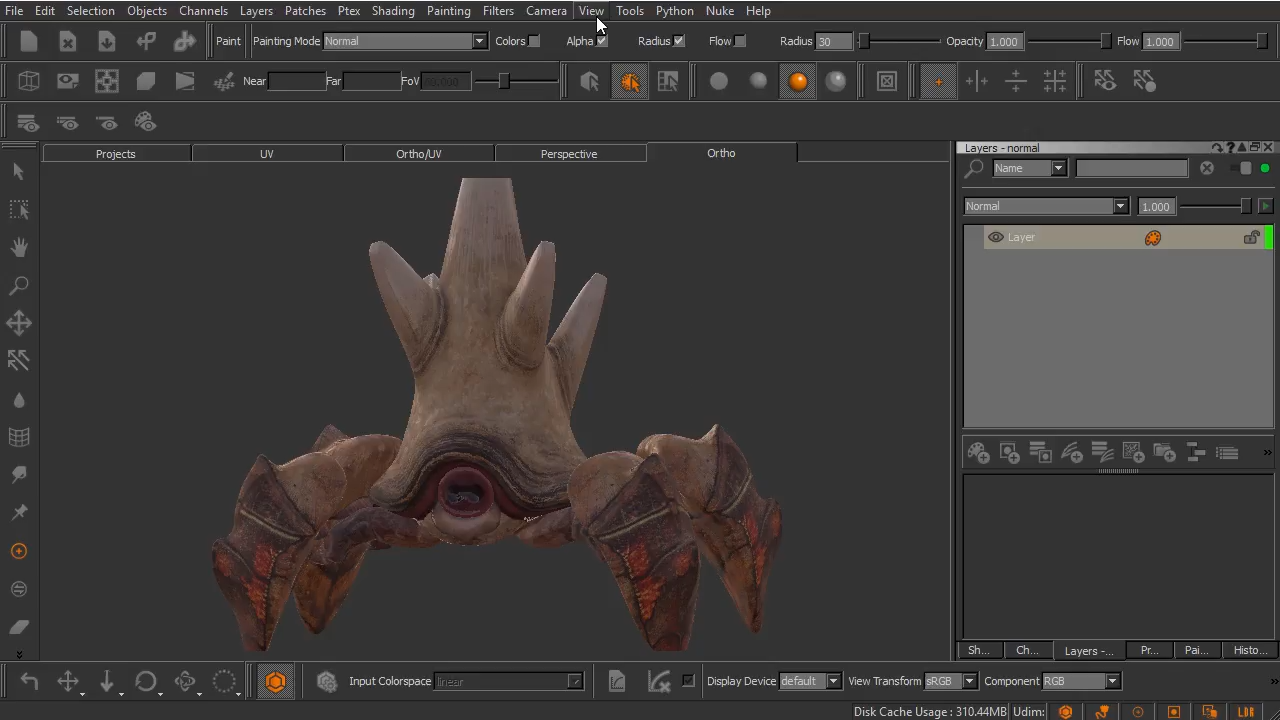 File Edit Selection Objects Channels Layers Patches Ptex Shading Painting Filters Camera View Tools Python Nuke Help
Paint Painting Mode Normal Colors Alpha Radius Flow Radius 30 Opacity 1.000 Flow 1.000
Near Far FoV
Projects UV Ortho/UV Perspective Ortho
Layers - normal
Name
Normal 1.000
Layer
Sh... Ch... Layers -... Pr... Pai... Histo...
Input Colorspace linear Display Device default View Transform sRGB Component RGB
Disk Cache Usage : 310.44MB Udim: LDR